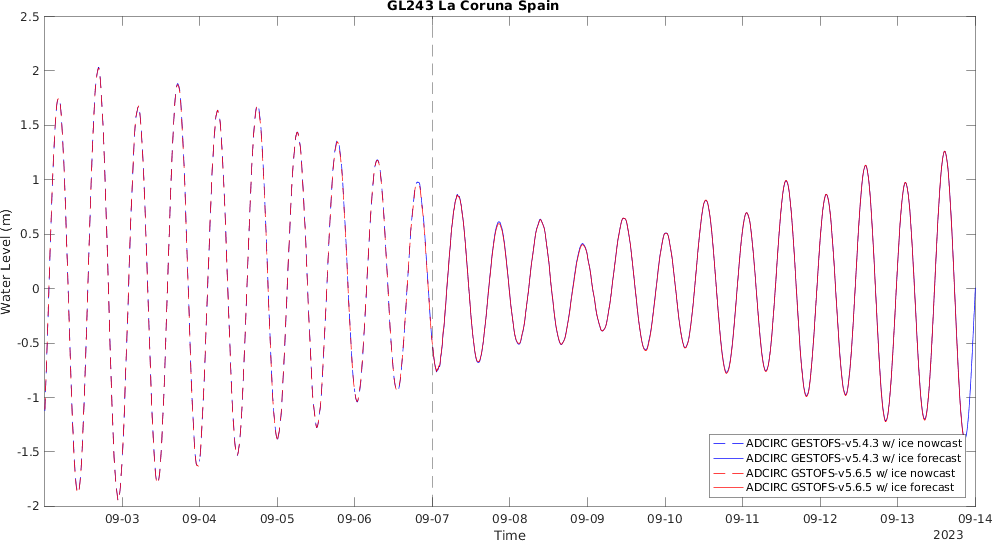 GL243 La Coruna Spain
Water Level (m)
2.5
2
1.5
1
0.5
0
-0.5
-1
-1.5
-2
ADCIRC GESTOFS-v5.4.3 w/ ice nowcast
ADCIRC GESTOFS-v5.4.3 w/ ice forecast
ADCIRC GSTOFS-v5.6.5 w/ ice nowcast
ADCIRC GSTOFS-v5.6.5 w/ ice forecast
09-03 09-04 09-05 09-06 09-07 09-08 09-09 09-10 09-11 09-12 09-13 09-14
Time
2023